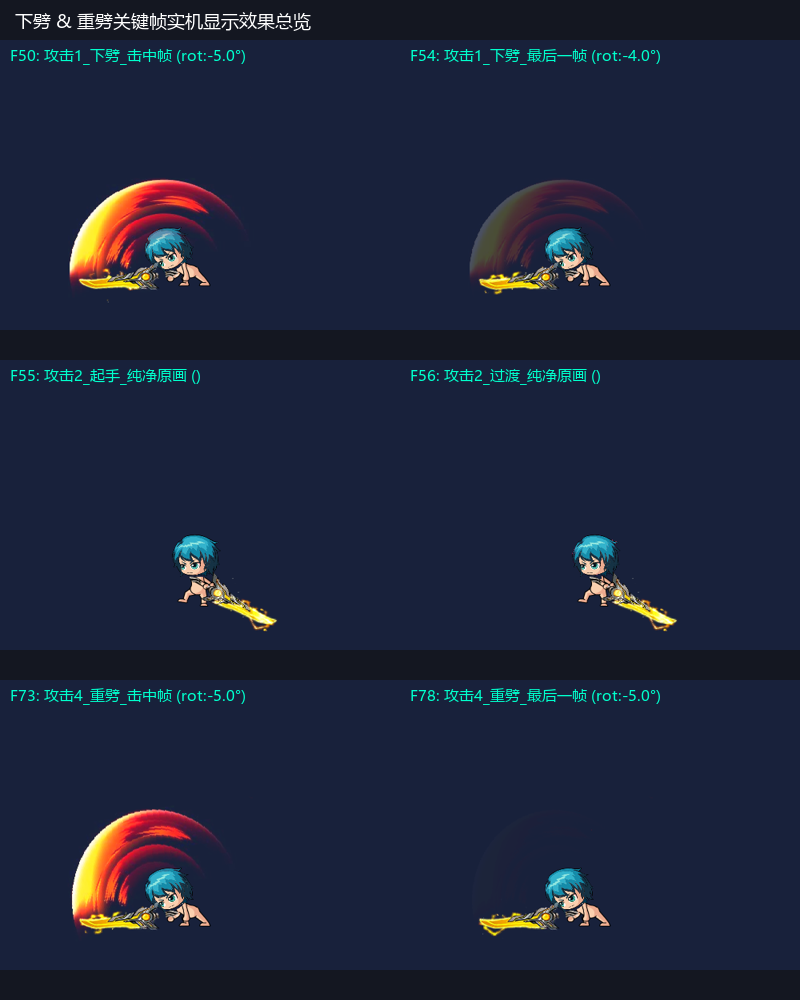 下劈 & 重劈关键帧实机显示效果总览
F50: 攻击1_下劈_击中帧 (rot:-5.0°)
F54: 攻击1_下劈_最后一帧 (rot:-4.0°)
F55: 攻击2_起手_纯净原画 ()
F56: 攻击2_过渡_纯净原画 ()
F73: 攻击4_重劈_击中帧 (rot:-5.0°)
F78: 攻击4_重劈_最后一帧 (rot:-5.0°)